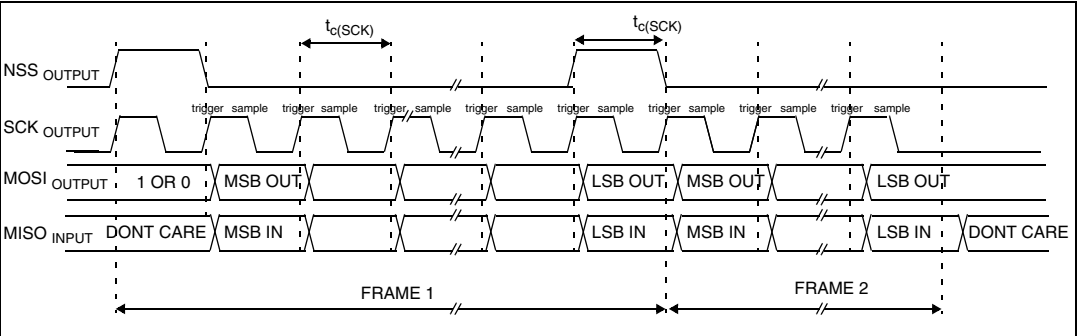 tc(SCK) tc(SCK)
NSS OUTPUT
trigger sample trigger sample trigger sample trigger sample trigger sample trigger sample trigger sample trigger sample
SCK OUTPUT
MOSI OUTPUT 1 OR 0 MSB OUT LSB OUT MSB OUT LSB OUT
MISO INPUT DONT CARE MSB IN LSB IN MSB IN LSB IN DONT CARE
FRAME 1 FRAME 2